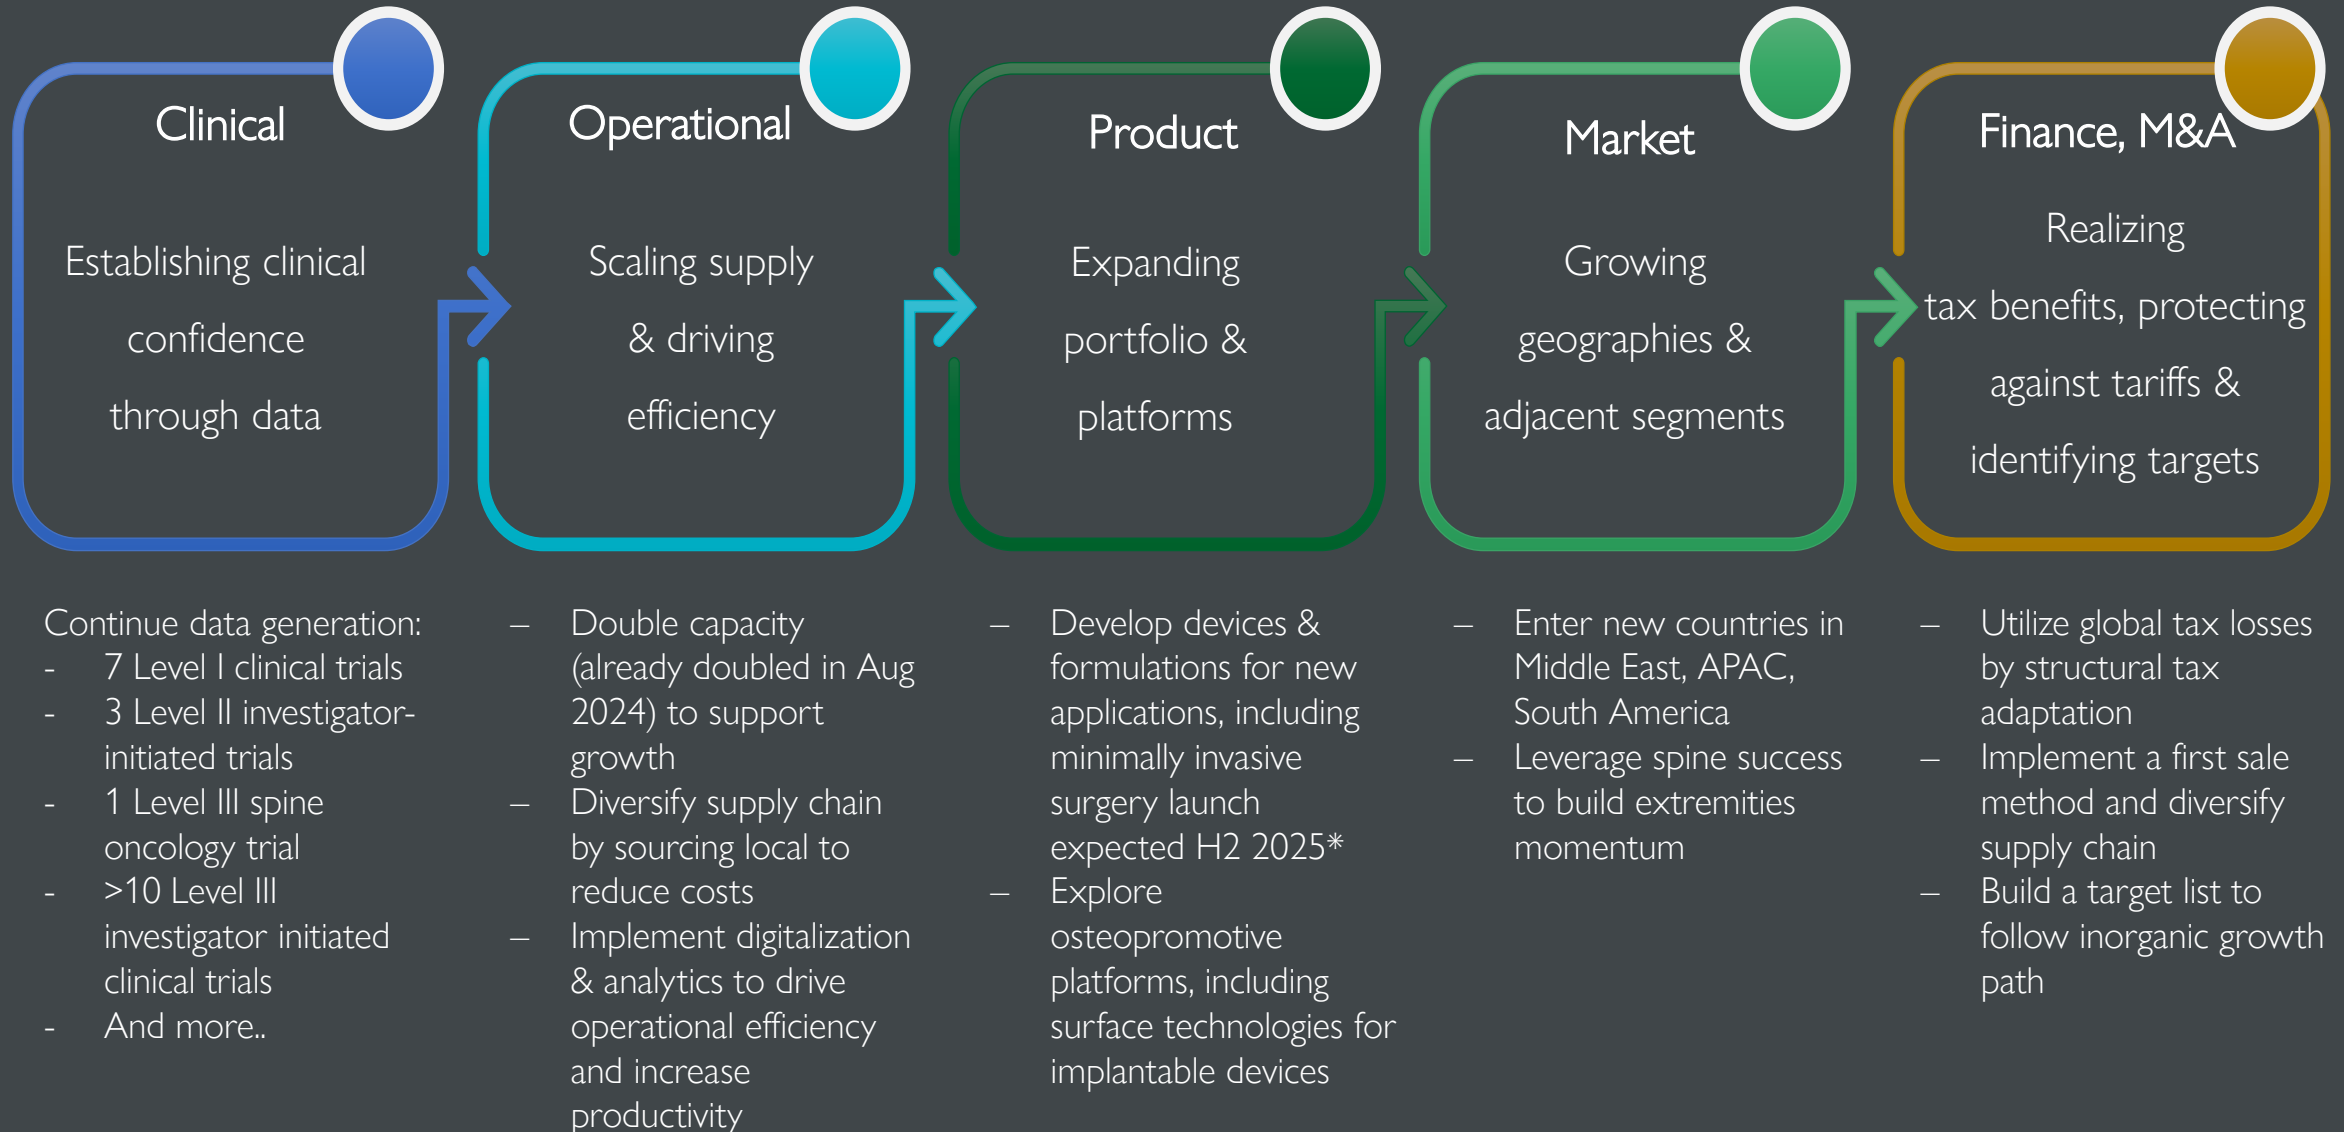 Clinical
Establishing clinical
confidence
through data
Operational
Scaling supply
& driving
efficiency
Product
Expanding
portfolio &
platforms
Market
Growing
geographies &
adjacent segments
Finance, M&A
Realizing
tax benefits, protecting
against tariffs &
identifying targets
Continue data generation:
- 7 Level I clinical trials
- 3 Level II investigator-
initiated trials
- 1 Level III spine
oncology trial
- >10 Level III
investigator initiated
clinical trials
- And more..
– Double capacity
(already doubled in Aug
2024) to support
growth
– Diversify supply chain
by sourcing local to
reduce costs
– Implement digitalization
& analytics to drive
operational efficiency
and increase
productivity
– Develop devices &
formulations for new
applications, including
minimally invasive
surgery launch
expected H2 2025*
– Explore
osteopromotive
platforms, including
surface technologies for
implantable devices
– Enter new countries in
Middle East, APAC,
South America
– Leverage spine success
to build extremities
momentum
– Utilize global tax losses
by structural tax
adaptation
– Implement a first sale
method and diversify
supply chain
– Build a target list to
follow inorganic growth
path